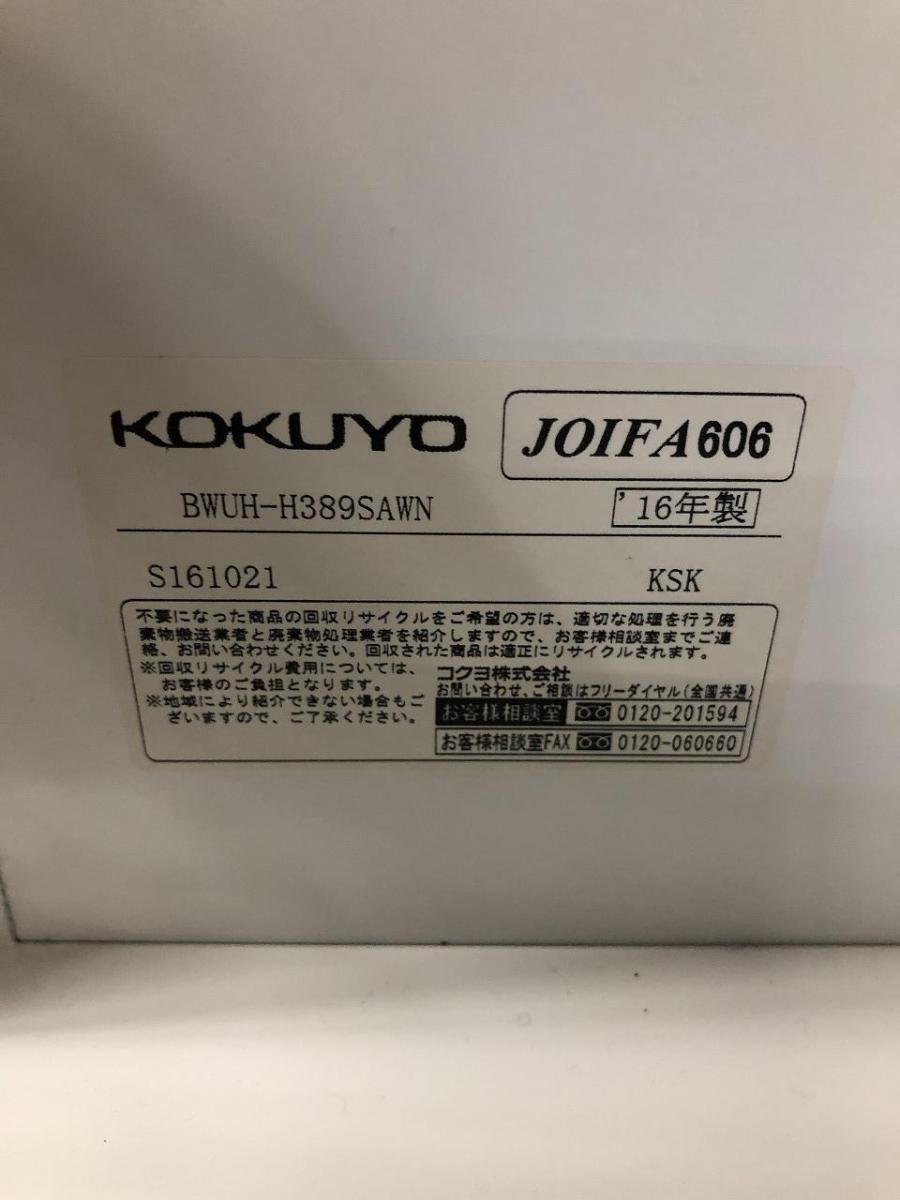 KOKUYO
JOIFA606
BWUH-H389SAWN
'16年製
S161021
KSK
不要になった商品の回収リサイクルをご希望の方は、適切な処理を行う廃
棄物搬送業者と廃棄物処理業者を紹介しますので、お客様相談室までご連
絡、お問い合わせください。回収された商品は適正にリサイクルされます。
※回収リサイクル費用については、
お客様のご負担となります。
※地域により紹介できない場合もご
ざいますので、ご了承ください。
コクヨ株式会社
お問い合わせ、ご相談はフリーダイヤル(全国共通)
お客様相談室 0120-201594
お客様相談室FAX 0120-060660